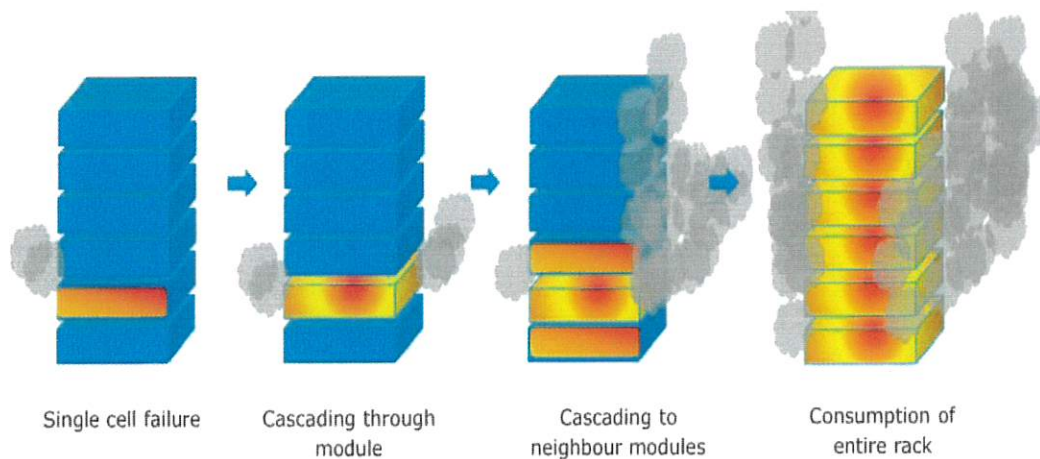 Single cell failure
Cascading through
module
Cascading to
neighbour modules
Consumption of
entire rack